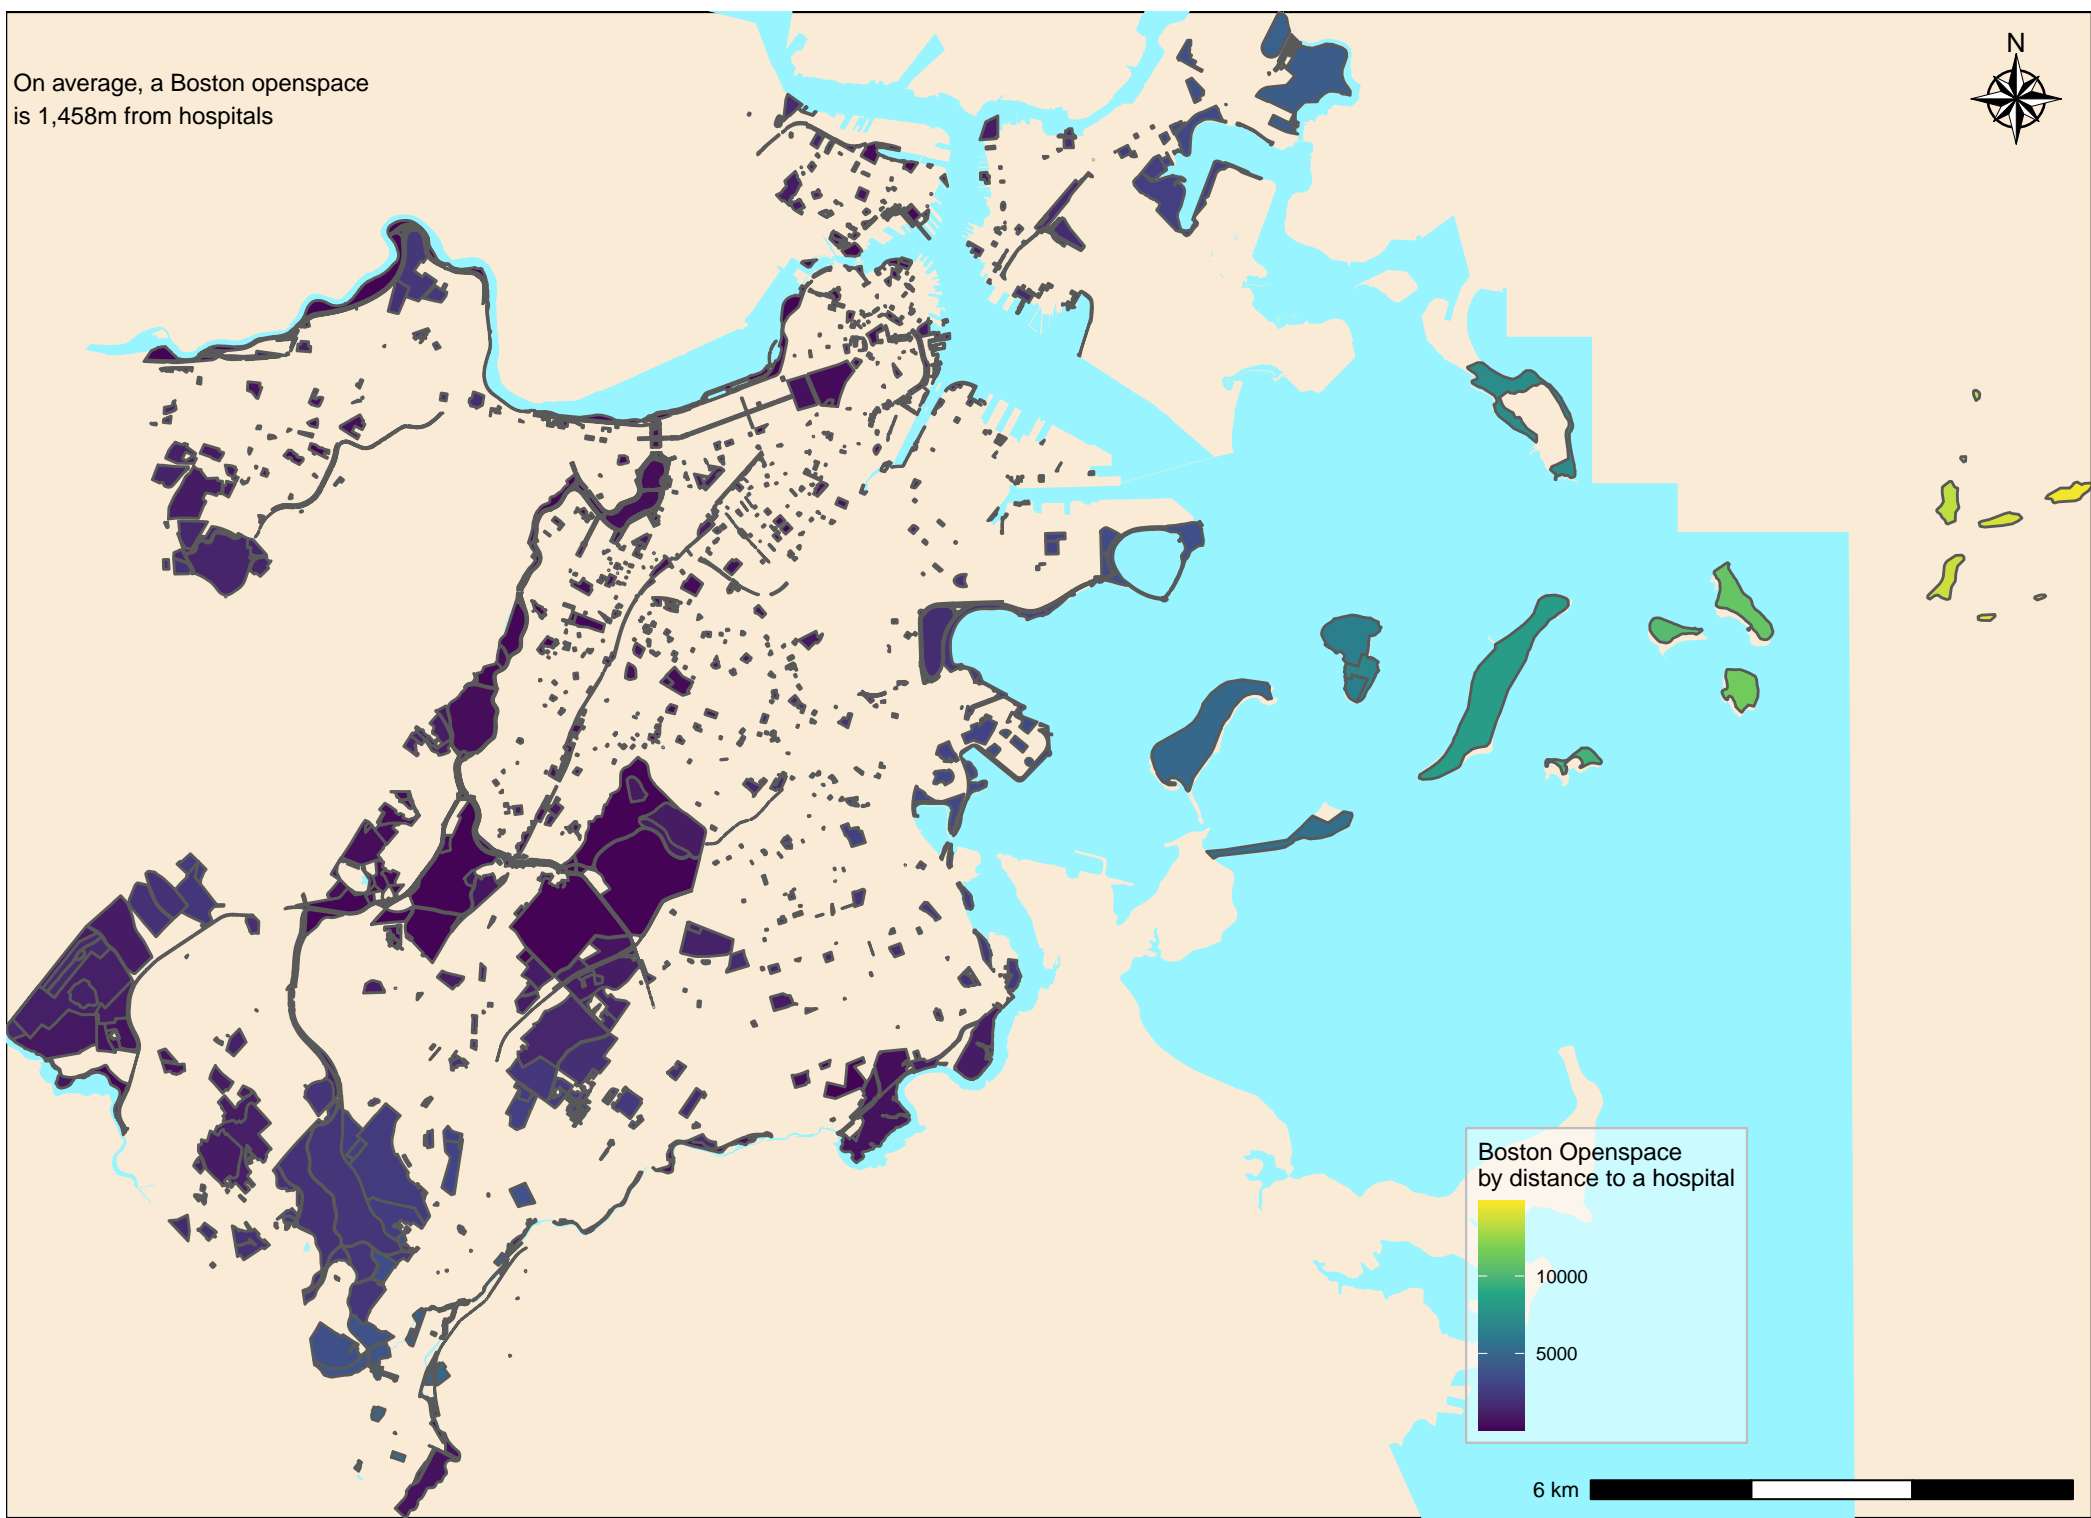 N
On average, a Boston openspace
is 1,458m from hospitals
Boston Openspace
by distance to a hospital
10000
5000
6 km